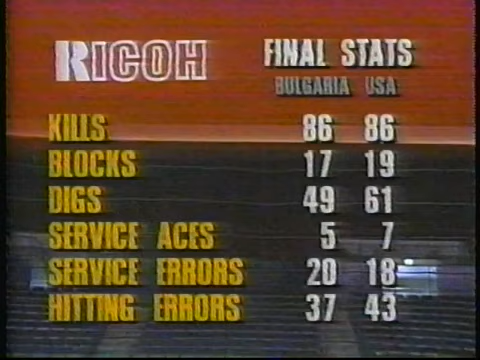 RICOH
FINAL STATS
BULGARIA USA
KILLS 86 86
BLOCKS 17 19
DIGS 49 61
SERVICE ACES 5 7
SERVICE ERRORS 20 18
HITTING ERRORS 37 43